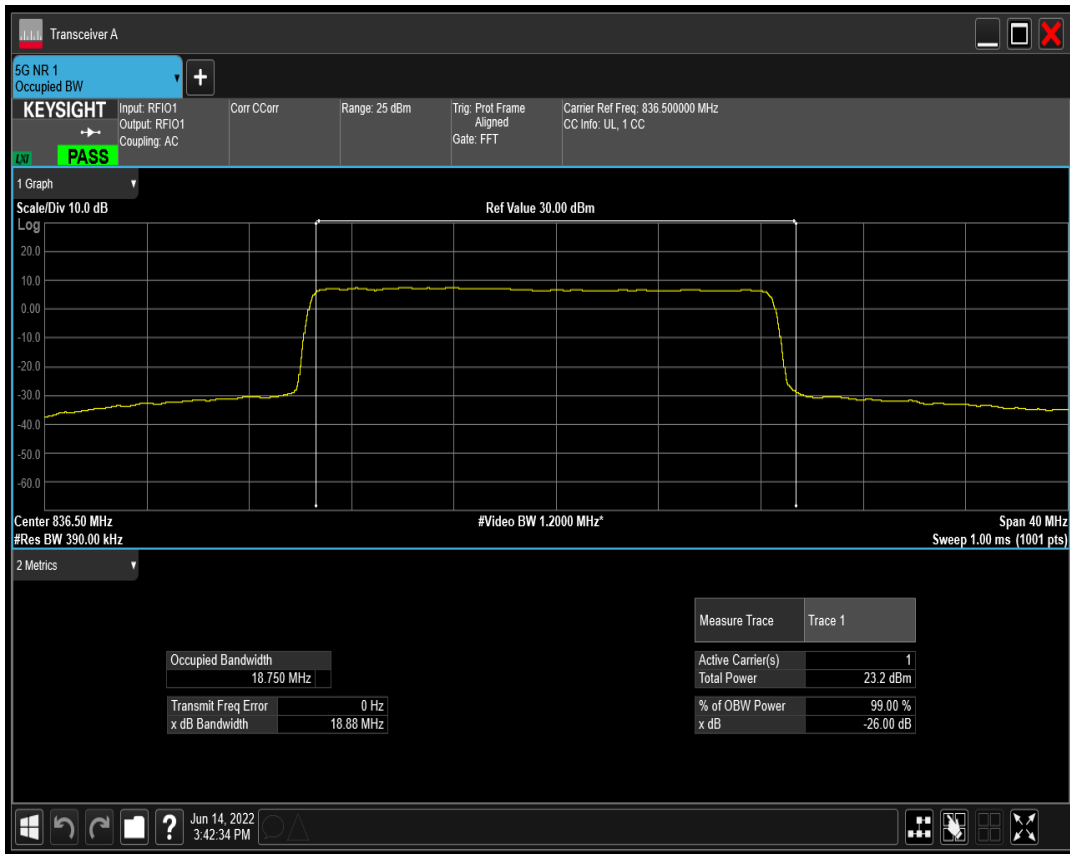 Transceiver A
5G NR 1
Occupied BW
+
KEYSIGHT
LXI
PASS
Input: RFIO1
Output: RFIO1
Coupling: AC
Corr CCorr
Range: 25 dBm
Trig: Prot Frame
Aligned
Gate: FFT
Carrier Ref Freq: 836.500000 MHz
CC Info: UL, 1 CC
1 Graph
Scale/Div 10.0 dB
Ref Value 30.00 dBm
Log
20.0
10.0
0.00
-10.0
-20.0
-30.0
-40.0
-50.0
-60.0
Center 836.50 MHz
#Video BW 1.2000 MHz*
Span 40 MHz
#Res BW 390.00 kHz
Sweep 1.00 ms (1001 pts)
2 Metrics
Measure Trace Trace 1
Occupied Bandwidth
18.750 MHz
Active Carrier(s) 1
Total Power 23.2 dBm
Transmit Freq Error 0 Hz
x dB Bandwidth 18.88 MHz
% of OBW Power 99.00 %
x dB -26.00 dB
?
Jun 14, 2022
3:42:34 PM